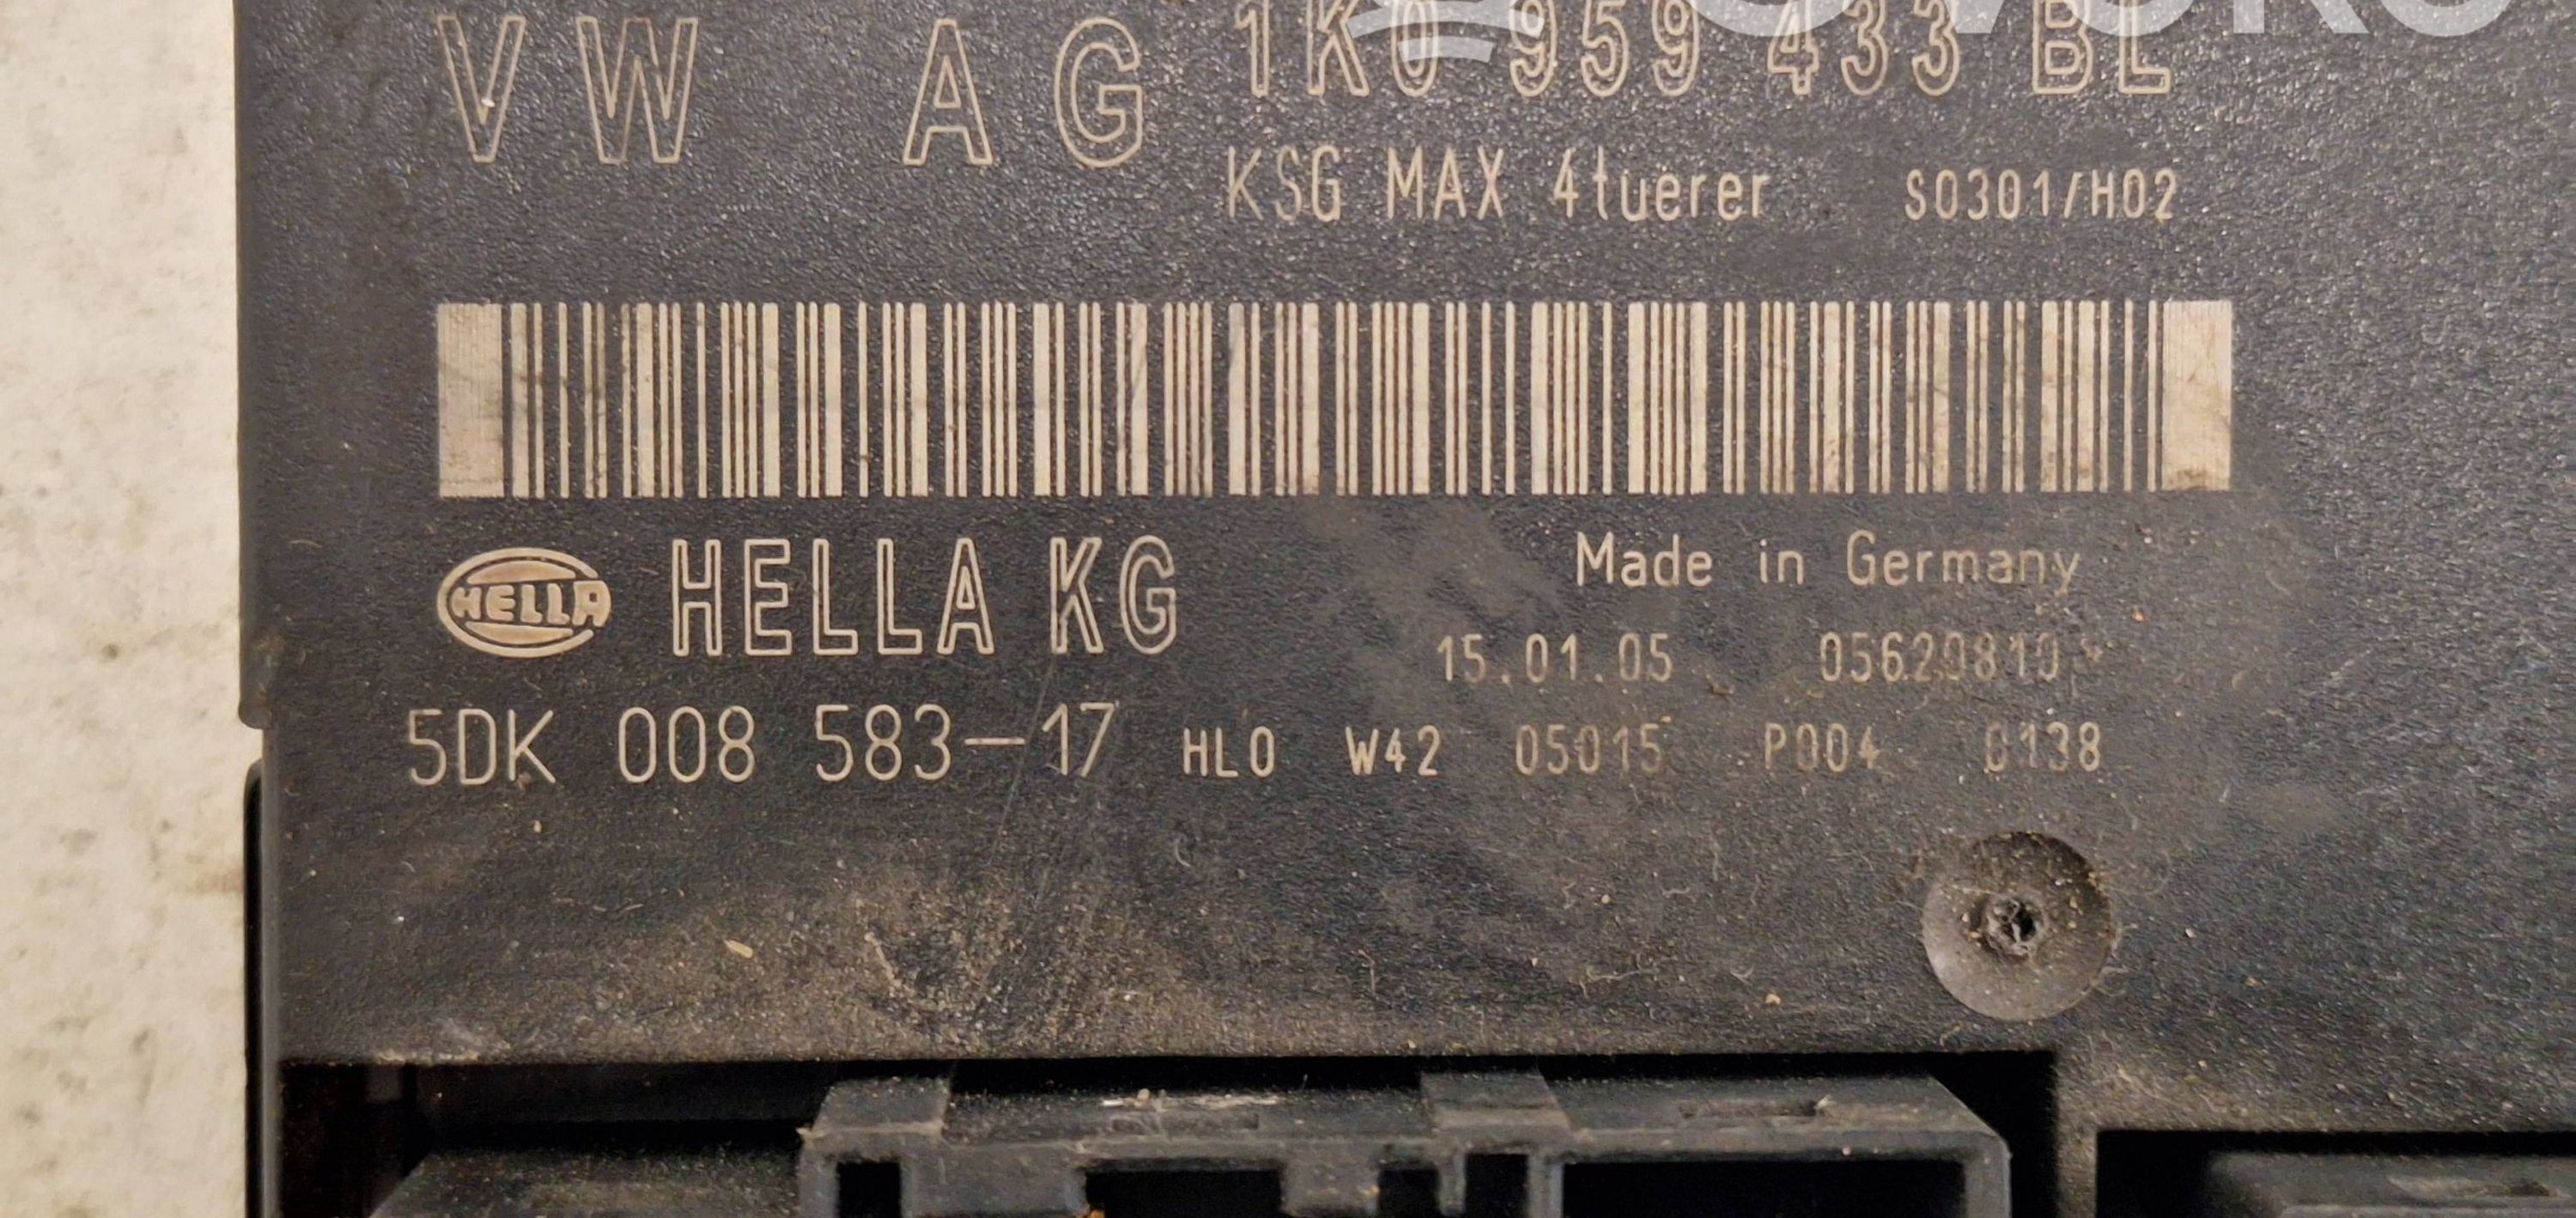 VW AG 1K0 959 433 BL
KSG MAX 4tuerer S0301/H02
HELLA HELLA KG Made in Germany
15.01.05 05620810
5DK 008 583-17 HLO W42 05015 P004 0138